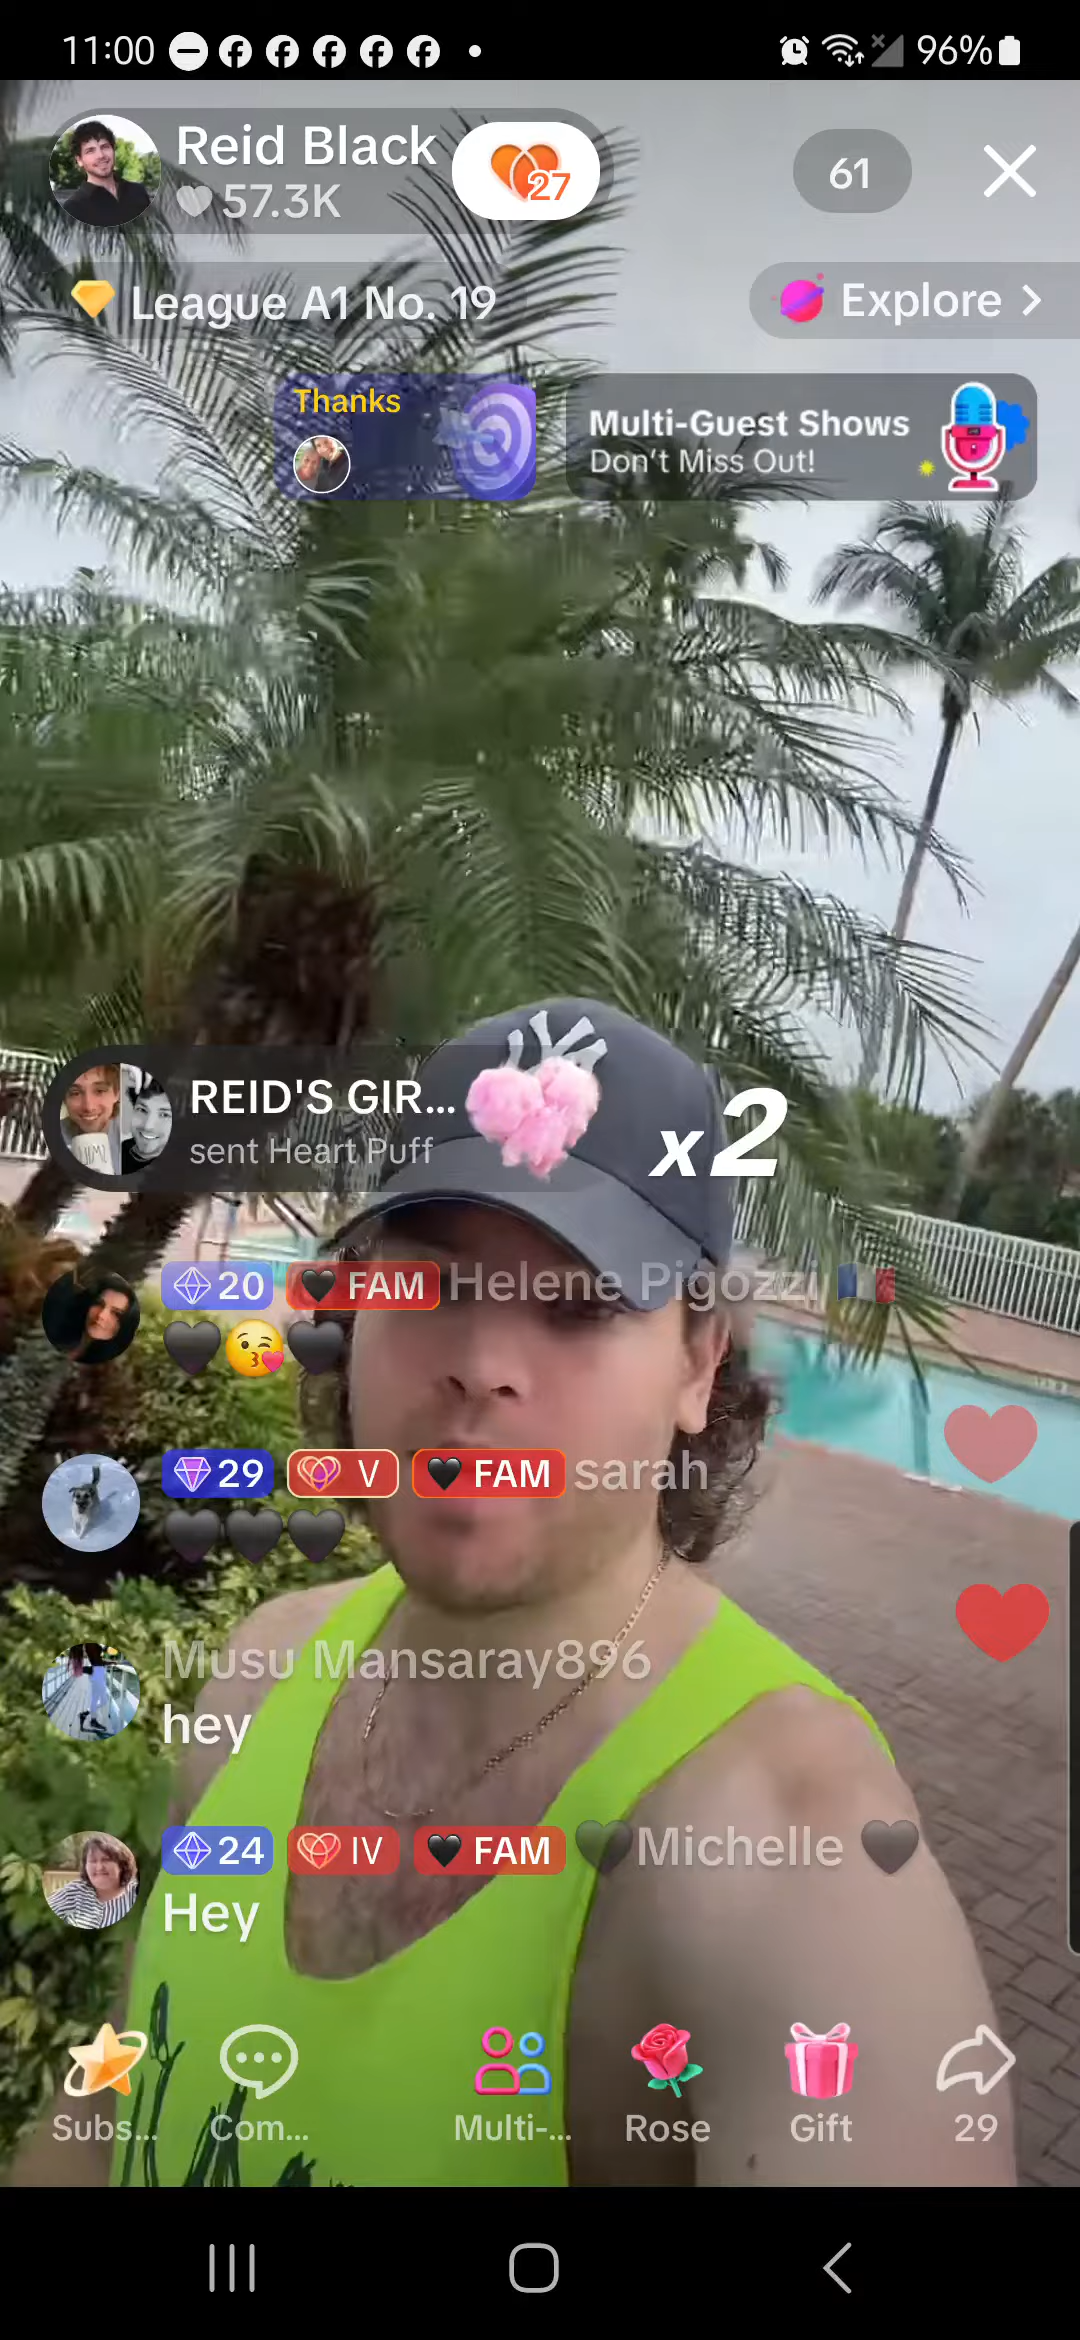 11:00
96%
Reid Black
57.3K
27
61
League A1 No. 19
Explore
Thanks
Multi-Guest Shows
Don't Miss Out!
REID'S GIR...
sent Heart Puff
x2
20 FAM Helene Pigozzi
29 V FAM sarah
Musu Mansaray896
hey
24 IV FAM Michelle
Hey
Subs...
Com...
Multi-...
Rose
Gift
29